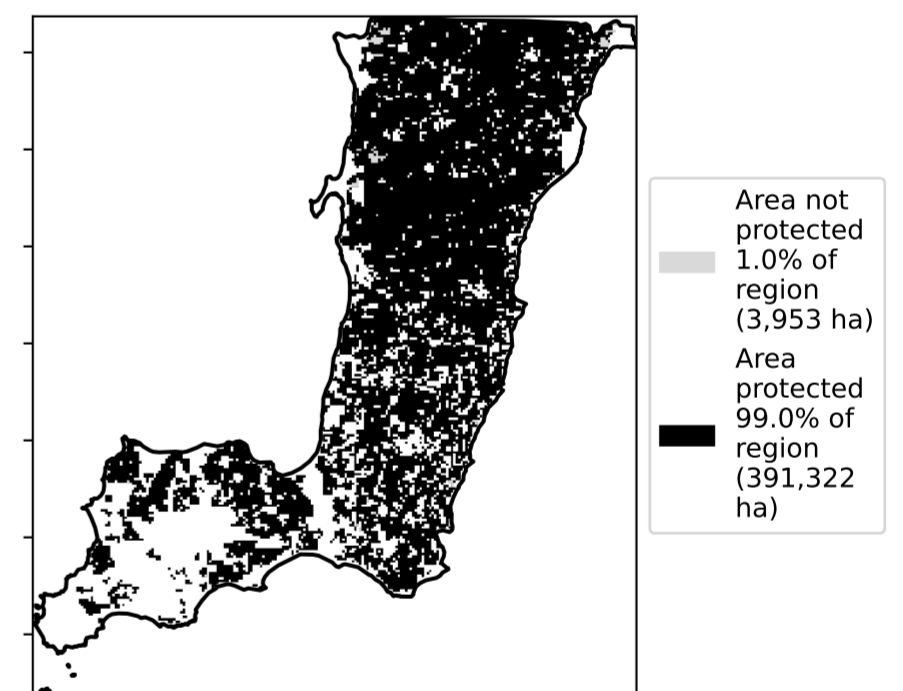 Area not
protected
1.0% of
region
(3,953 ha)
Area
protected
99.0% of
region
(391,322
ha)